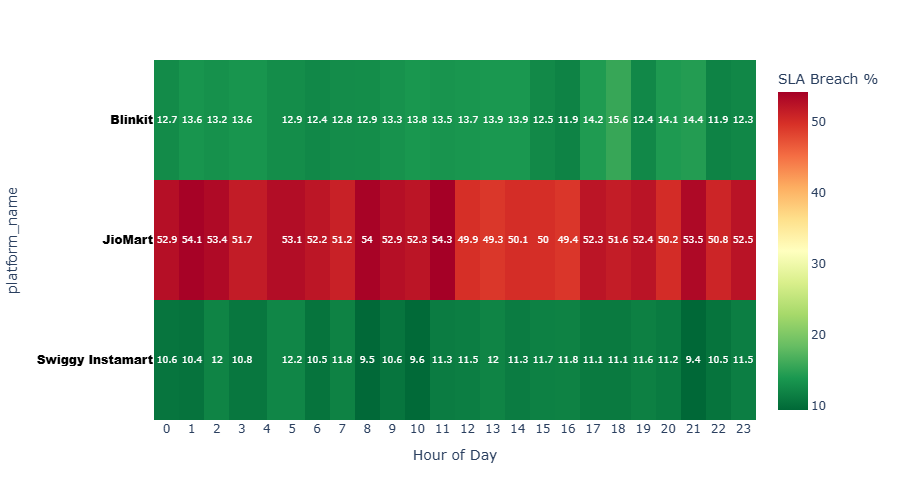 SLA Breach %
Blinkit 12.7 13.6 13.2 13.6 12.9 12.4 12.8 12.9 13.3 13.8 13.5 13.7 13.9 13.9 12.5 11.9 14.2 15.6 12.4 14.1 14.4 11.9 12.3
JioMart 52.9 54.1 53.4 51.7 53.1 52.2 51.2 54 52.9 52.3 54.3 49.9 49.3 50.1 50 49.4 52.3 51.6 52.4 50.2 53.5 50.8 52.5
Swiggy Instamart 10.6 10.4 12 10.8 12.2 10.5 11.8 9.5 10.6 9.6 11.3 11.5 12 11.3 11.7 11.8 11.1 11.1 11.6 11.2 9.4 10.5 11.5
0 1 2 3 4 5 6 7 8 9 10 11 12 13 14 15 16 17 18 19 20 21 22 23
Hour of Day
platform_name
50
40
30
20
10